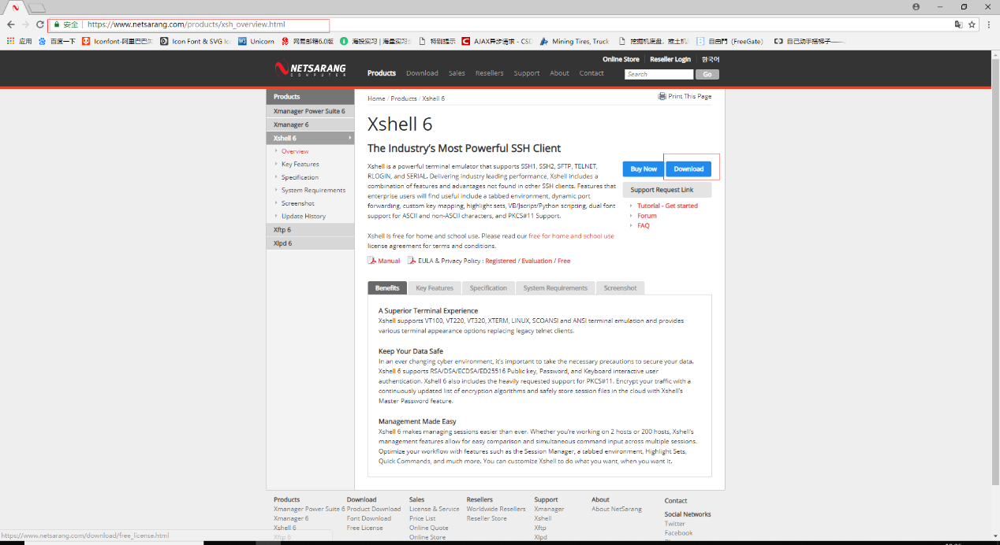 安全 https://www.netsarang.com/products/xsh_overview.html
应用 百度一下 Iconfont-阿里巴巴 Icon Font & SVG Ic Unicorn 网易邮箱6.0版 海投实习 | 海量实习 特别提示 AJAX异步请求 - CSD Mining Tires, Truck 挖掘机底盘，推土机 自由門（FreeGate） 自己动手搭梯子——
Online Store Reseller Login 한국어
NETSARANG
COMPUTER
Products Download Sales Resellers Support About Contact Search Go
Products
Xmanager Power Suite 6
Xmanager 6
Xshell 6
Overview
Key Features
Specification
System Requirements
Screenshot
Update History
Xftp 6
Xlpd 6
Home / Products / Xshell 6
Print This Page
Xshell 6
The Industry's Most Powerful SSH Client
Xshell is a powerful terminal emulator that supports SSH1, SSH2, SFTP, TELNET,
RLOGIN, and SERIAL. Delivering industry leading performance, Xshell includes a
combination of features and advantages not found in other SSH clients. Features that
enterprise users will find useful include a tabbed environment, dynamic port
forwarding, custom key mapping, highlight sets, VB/Jscript/Python scripting, dual font
support for ASCII and non-ASCII characters, and PKCS#11 Support.
Xshell is free for home and school use. Please read our free for home and school use
license agreement for terms and conditions.
Manual EULA & Privacy Policy : Registered / Evaluation / Free
Buy Now Download
Support Request Link
Tutorial - Get started
Forum
FAQ
Benefits Key Features Specification System Requirements Screenshot
A Superior Terminal Experience
Xshell supports VT100, VT220, VT320, XTERM, LINUX, SCOANSI and ANSI terminal emulation and provides
various terminal appearance options replacing legacy telnet clients.
Keep Your Data Safe
In an ever changing cyber environment, it's important to take the necessary precautions to secure your data.
Xshell 6 supports RSA/DSA/ECDSA/ED25516 Public key, Password, and Keyboard interactive user
authentication. Xshell 6 also includes the heavily requested support for PKCS#11. Encrypt your traffic with a
continuously updated list of encryption algorithms and safely store session files in the cloud with Xshell's
Master Password feature.
Management Made Easy
Xshell 6 makes managing sessions easier than ever. Whether you're working on 2 hosts or 200 hosts, Xshell's
management features allow for easy comparison and simultaneous command input across multiple sessions.
Optimize your workflow with features such as the Session Manager, a tabbed environment, Highlight Sets,
Quick Commands, and much more. You can customize Xshell to do what you want, when you want it.
Products Download Sales Resellers Support About Contact
Xmanager Power Suite 6 Product Download License & Service Worldwide Resellers Xmanager About NetSarang
Social Networks
Xmanager 6 Font Download Price List Reseller Store Xshell
Twitter
Xshell 6 Free License Online Quote Xftp
Facebook
Xftp 6 Online Store Xlpd
https://www.netsarang.com/download/free_license.html